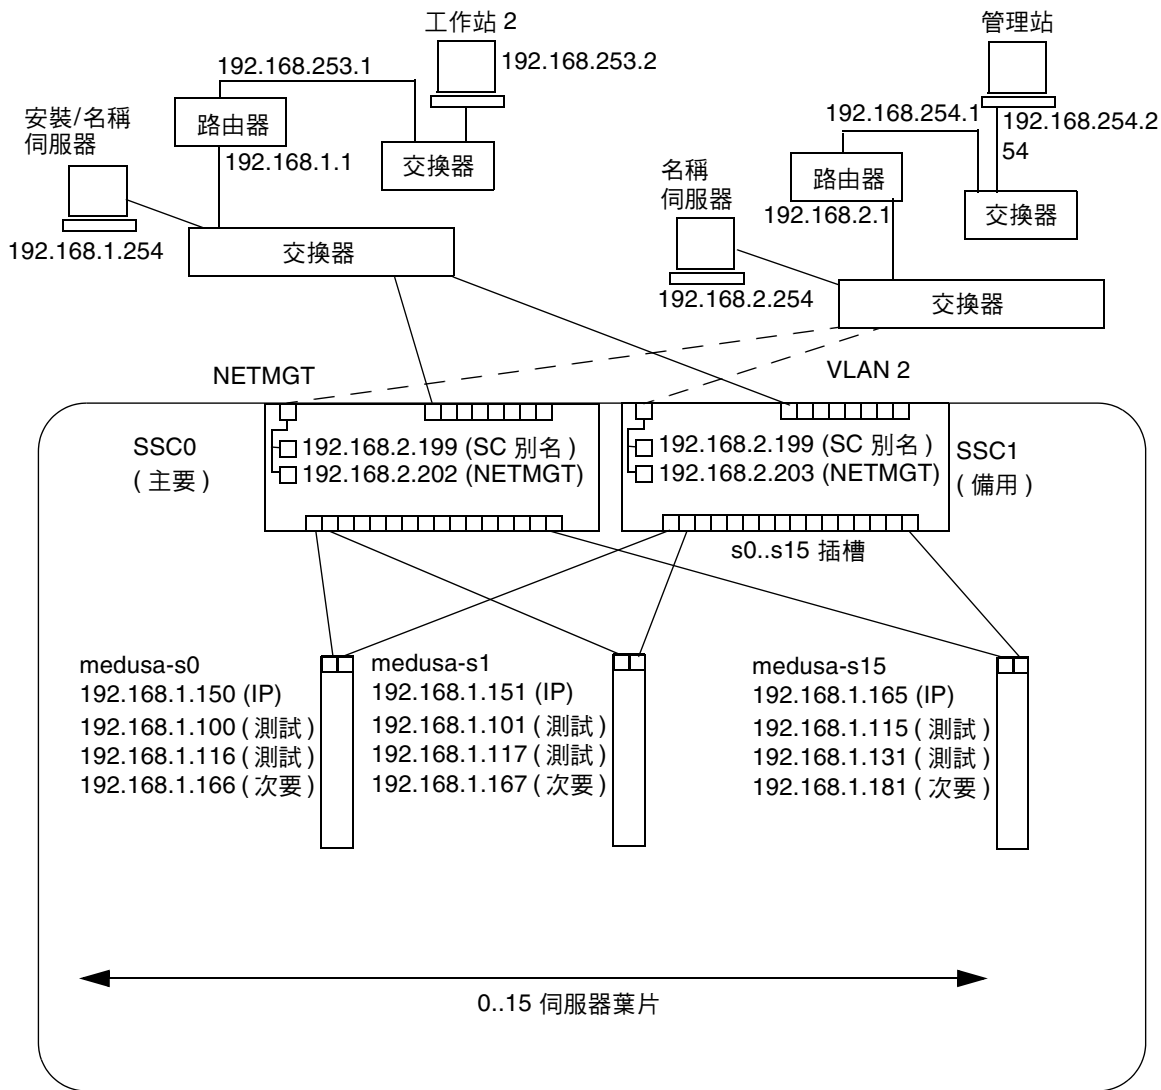 工作站 2
192.168.253.1
192.168.253.2
安裝/名稱
伺服器
路由器
192.168.1.1
交換器
192.168.1.254
交換器
管理站
192.168.254.1
192.168.254.2
54
名稱
伺服器
路由器
192.168.2.1
交換器
192.168.2.254
交換器
NETMGT
VLAN 2
SSC0
( 主要 )
192.168.2.199 (SC 別名 )
192.168.2.202 (NETMGT)
192.168.2.199 (SC 別名 )
192.168.2.203 (NETMGT)
SSC1
( 備用 )
s0..s15 插槽
medusa-s0
192.168.1.150 (IP)
192.168.1.100 ( 測試 )
192.168.1.116 ( 測試 )
192.168.1.166 ( 次要 )
medusa-s1
192.168.1.151 (IP)
192.168.1.101 ( 測試 )
192.168.1.117 ( 測試 )
192.168.1.167 ( 次要 )
medusa-s15
192.168.1.165 (IP)
192.168.1.115 ( 測試 )
192.168.1.131 ( 測試 )
192.168.1.181 ( 次要 )
0..15 伺服器葉片